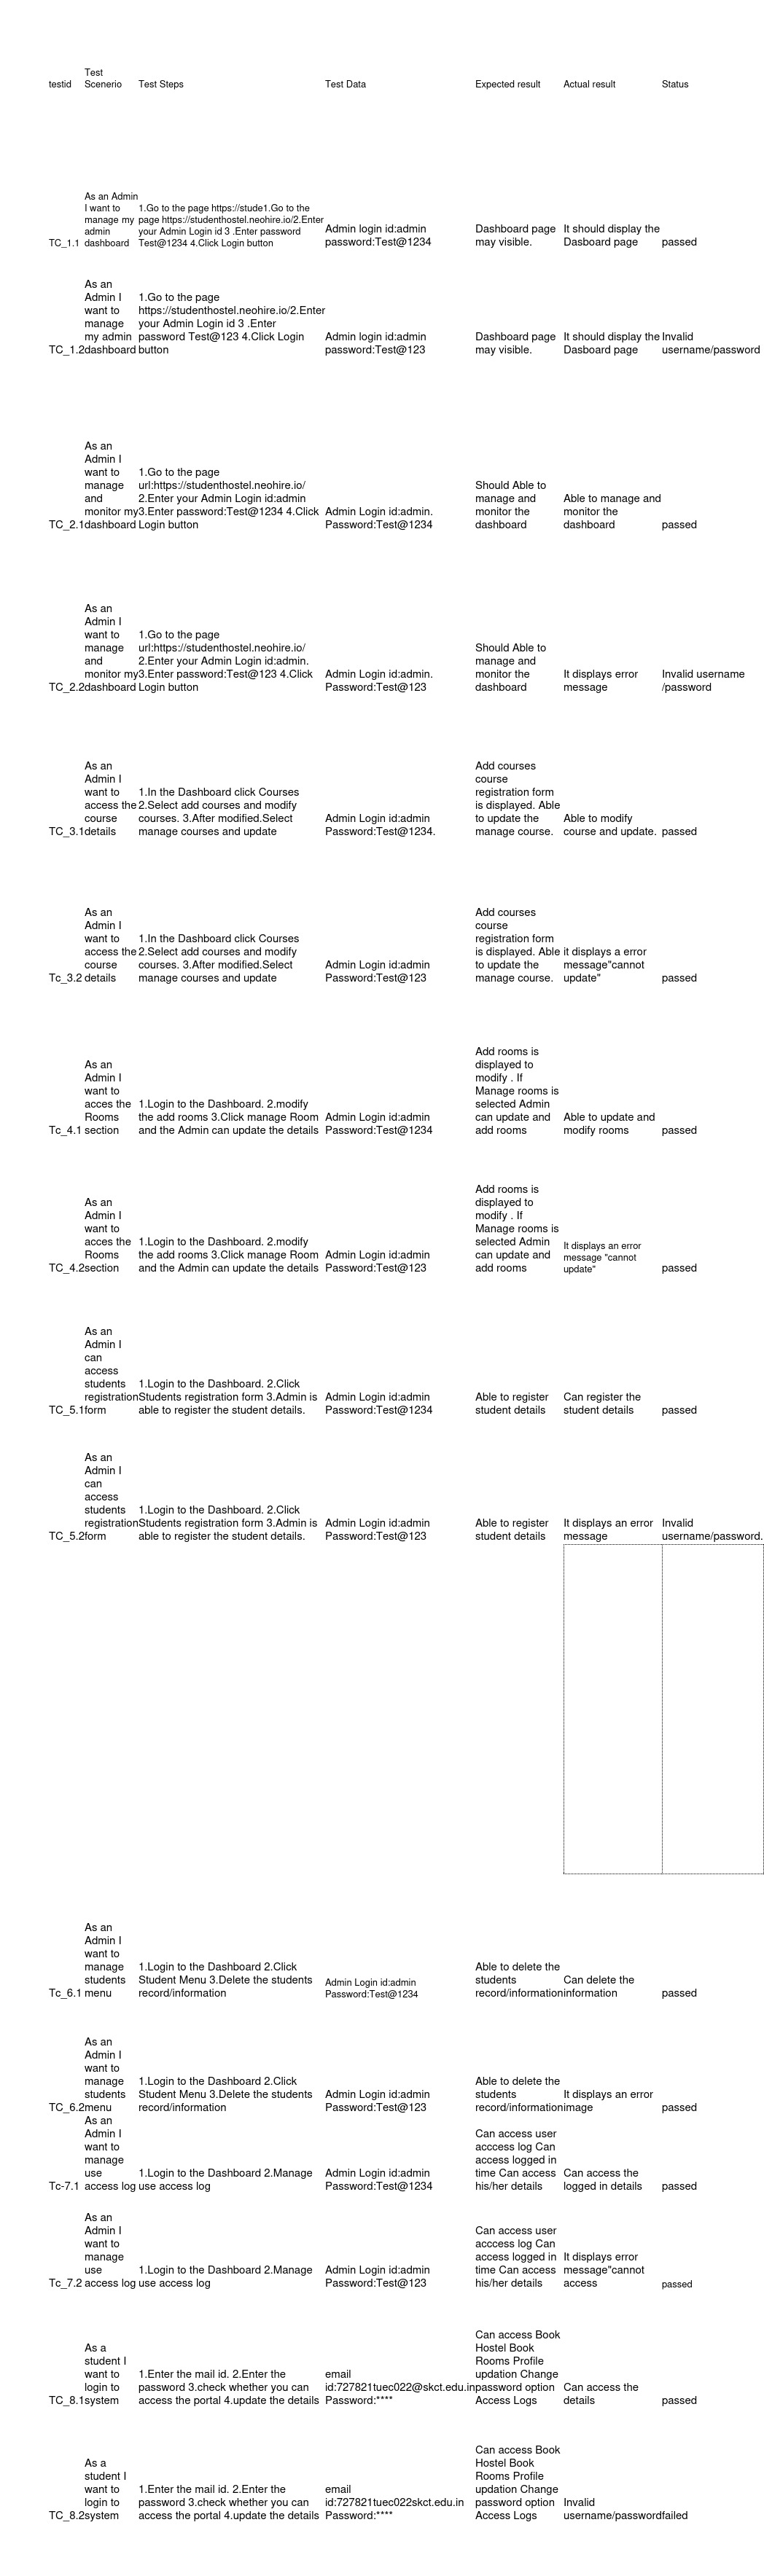 testid Test Scenerio Test Steps Test Data Expected result Actual result Status
TC_1.1
As an Admin
I want to
manage my
admin
dashboard
1.Go to the page https://stude1.Go to the
page https://studenthostel.neohire.io/2.Enter
your Admin Login id 3 .Enter password
Test@1234 4.Click Login button
Admin login id:admin
password:Test@1234
Dashboard page
may visible.
It should display the
Dasboard page
passed
TC_1.2
As an
Admin I
want to
manage
my admin
dashboard
1.Go to the page
https://studenthostel.neohire.io/2.Enter
your Admin Login id 3 .Enter
password Test@123 4.Click Login
button
Admin login id:admin
password:Test@123
Dashboard page
may visible.
It should display the
Dasboard page
Invalid
username/password
TC_2.1
As an
Admin I
want to
manage
and
monitor my
dashboard
1.Go to the page
url:https://studenthostel.neohire.io/
2.Enter your Admin Login id:admin
3.Enter password:Test@1234 4.Click
Login button
Admin Login id:admin.
Password:Test@1234
Should Able to
manage and
monitor the
dashboard
Able to manage and
monitor the
dashboard
passed
TC_2.2
As an
Admin I
want to
manage
and
monitor my
dashboard
1.Go to the page
url:https://studenthostel.neohire.io/
2.Enter your Admin Login id:admin.
3.Enter password:Test@123 4.Click
Login button
Admin Login id:admin.
Password:Test@123
Should Able to
manage and
monitor the
dashboard
It displays error
message
Invalid username
/password
TC_3.1
As an
Admin I
want to
access the
course
details
1.In the Dashboard click Courses
2.Select add courses and modify
courses. 3.After modified.Select
manage courses and update
Admin Login id:admin
Password:Test@1234.
Add courses
course
registration form
is displayed. Able
to update the
manage course.
Able to modify
course and update.
passed
Tc_3.2
As an
Admin I
want to
access the
course
details
1.In the Dashboard click Courses
2.Select add courses and modify
courses. 3.After modified.Select
manage courses and update
Admin Login id:admin
Password:Test@123
Add courses
course
registration form
is displayed. Able
to update the
manage course.
it displays a error
message"cannot
update"
passed
Tc_4.1
As an
Admin I
want to
acces the
Rooms
section
1.Login to the Dashboard. 2.modify
the add rooms 3.Click manage Room
and the Admin can update the details
Admin Login id:admin
Password:Test@1234
Add rooms is
displayed to
modify . If
Manage rooms is
selected Admin
can update and
add rooms
Able to update and
modify rooms
passed
TC_4.2
As an
Admin I
want to
acces the
Rooms
section
1.Login to the Dashboard. 2.modify
the add rooms 3.Click manage Room
and the Admin can update the details
Admin Login id:admin
Password:Test@123
Add rooms is
displayed to
modify . If
Manage rooms is
selected Admin
can update and
add rooms
It displays an error
message "cannot
update"
passed
TC_5.1
As an
Admin I
can
access
students
registration
form
1.Login to the Dashboard. 2.Click
Students registration form 3.Admin is
able to register the student details.
Admin Login id:admin
Password:Test@1234
Able to register
student details
Can register the
student details
passed
TC_5.2
As an
Admin I
can
access
students
registration
form
1.Login to the Dashboard. 2.Click
Students registration form 3.Admin is
able to register the student details.
Admin Login id:admin
Password:Test@123
Able to register
student details
It displays an error
message
Invalid
username/password.
Tc_6.1
As an
Admin I
want to
manage
students
menu
1.Login to the Dashboard 2.Click
Student Menu 3.Delete the students
record/information
Admin Login id:admin
Password:Test@1234
Able to delete the
students
record/information
Can delete the
information
passed
TC_6.2
As an
Admin I
want to
manage
students
menu
1.Login to the Dashboard 2.Click
Student Menu 3.Delete the students
record/information
Admin Login id:admin
Password:Test@123
Able to delete the
students
record/information
It displays an error
image
passed
Tc-7.1
As an
Admin I
want to
manage
use
access log
1.Login to the Dashboard 2.Manage
use access log
Admin Login id:admin
Password:Test@1234
Can access user
acccess log Can
access logged in
time Can access
his/her details
Can access the
logged in details
passed
Tc_7.2
As an
Admin I
want to
manage
use
access log
1.Login to the Dashboard 2.Manage
use access log
Admin Login id:admin
Password:Test@123
Can access user
acccess log Can
access logged in
time Can access
his/her details
It displays error
message"cannot
access
passed
TC_8.1
As a
student I
want to
login to
system
1.Enter the mail id. 2.Enter the
password 3.check whether you can
access the portal 4.update the details
email
id:727821tuec022@skct.edu.in
Password:****
Can access Book
Hostel Book
Rooms Profile
updation Change
password option
Access Logs
Can access the
details
passed
TC_8.2
As a
student I
want to
login to
system
1.Enter the mail id. 2.Enter the
password 3.check whether you can
access the portal 4.update the details
email
id:727821tuec022skct.edu.in
Password:****
Can access Book
Hostel Book
Rooms Profile
updation Change
password option
Access Logs
Invalid
username/password
failed